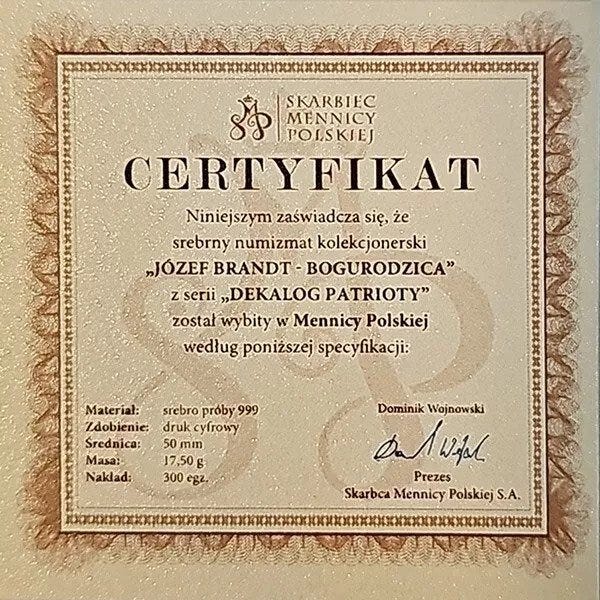 SKARBIEC
MENNICY
POLSKIEJ
CERTYFIKAT
Niniejszym zaświadcza się, że
srebrny numizmat kolekcjonerski
„JÓZEF BRANDT - BOGURODZICA”
z serii „DEKALOG PATRIOTY”
został wybity w Mennicy Polskiej
według poniższej specyfikacji:
Materiał: srebro próby 999
Zdobienie: druk cyfrowy
Średnica: 50 mm
Masa: 17,50 g
Nakład: 300 egz.
Dominik Wojnowski
Prezes
Skarbca Mennicy Polskiej S.A.